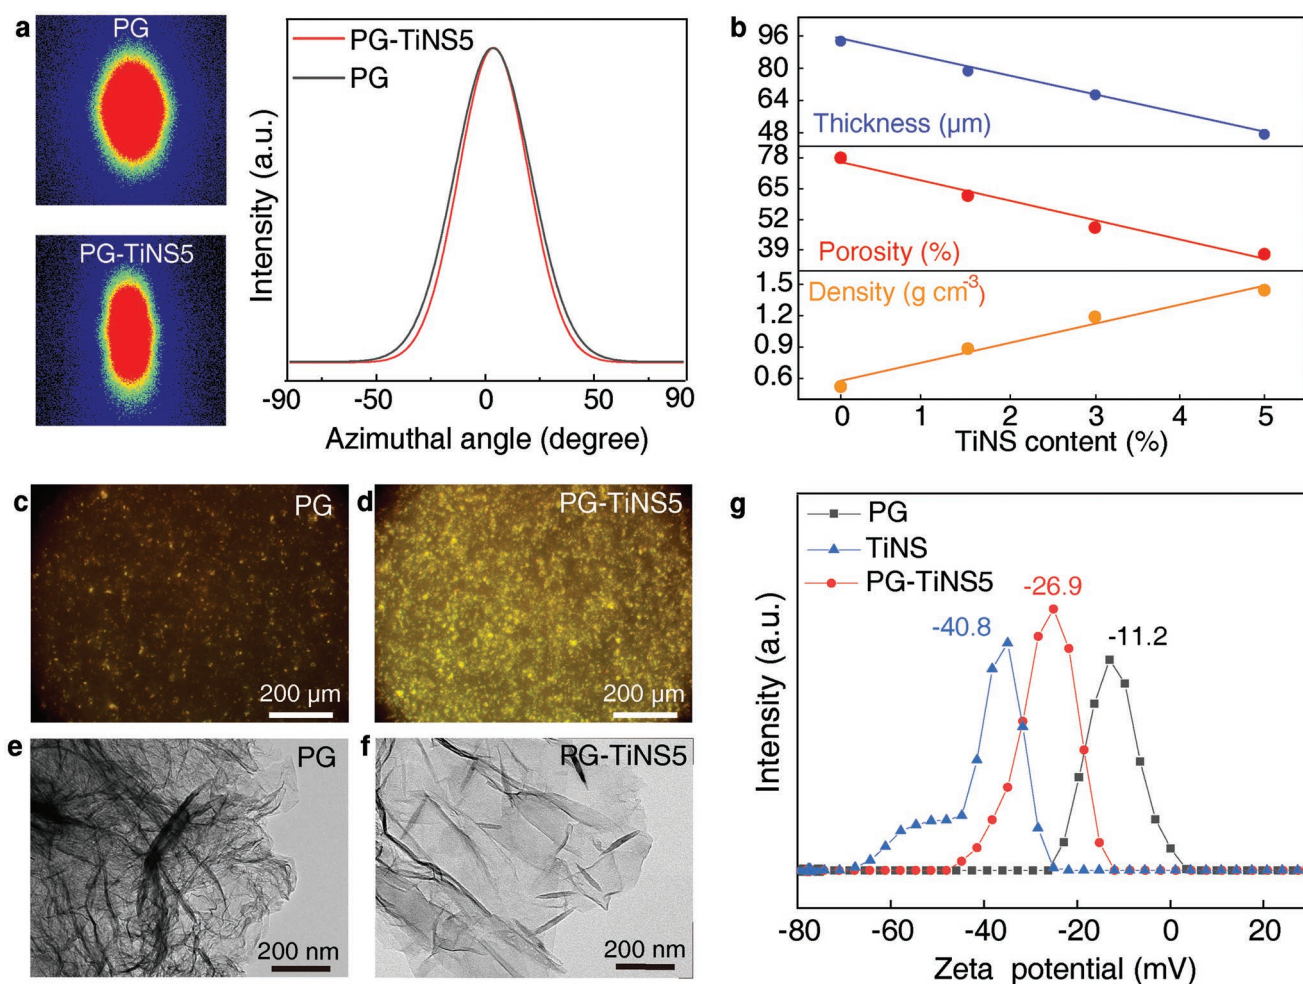 a
PG
PG-TiNS5
PG-TiNS5
PG
Intensity (a.u.)
-90
-50
0
50
90
Azimuthal angle (degree)
b
96
80
64
48
Thickness (µm)
78
65
52
39
Porosity (%)
1.5
1.2
0.9
0.6
Density (g cm-3)
0
1
2
3
4
5
TiNS content (%)
c
PG
200 µm
d
PG-TiNS5
200 µm
e
PG
200 nm
f
PG-TiNS5
200 nm
g
PG
TiNS
PG-TiNS5
-40.8
-26.9
-11.2
Intensity (a.u.)
-80
-60
-40
-20
0
20
Zeta potential (mV)